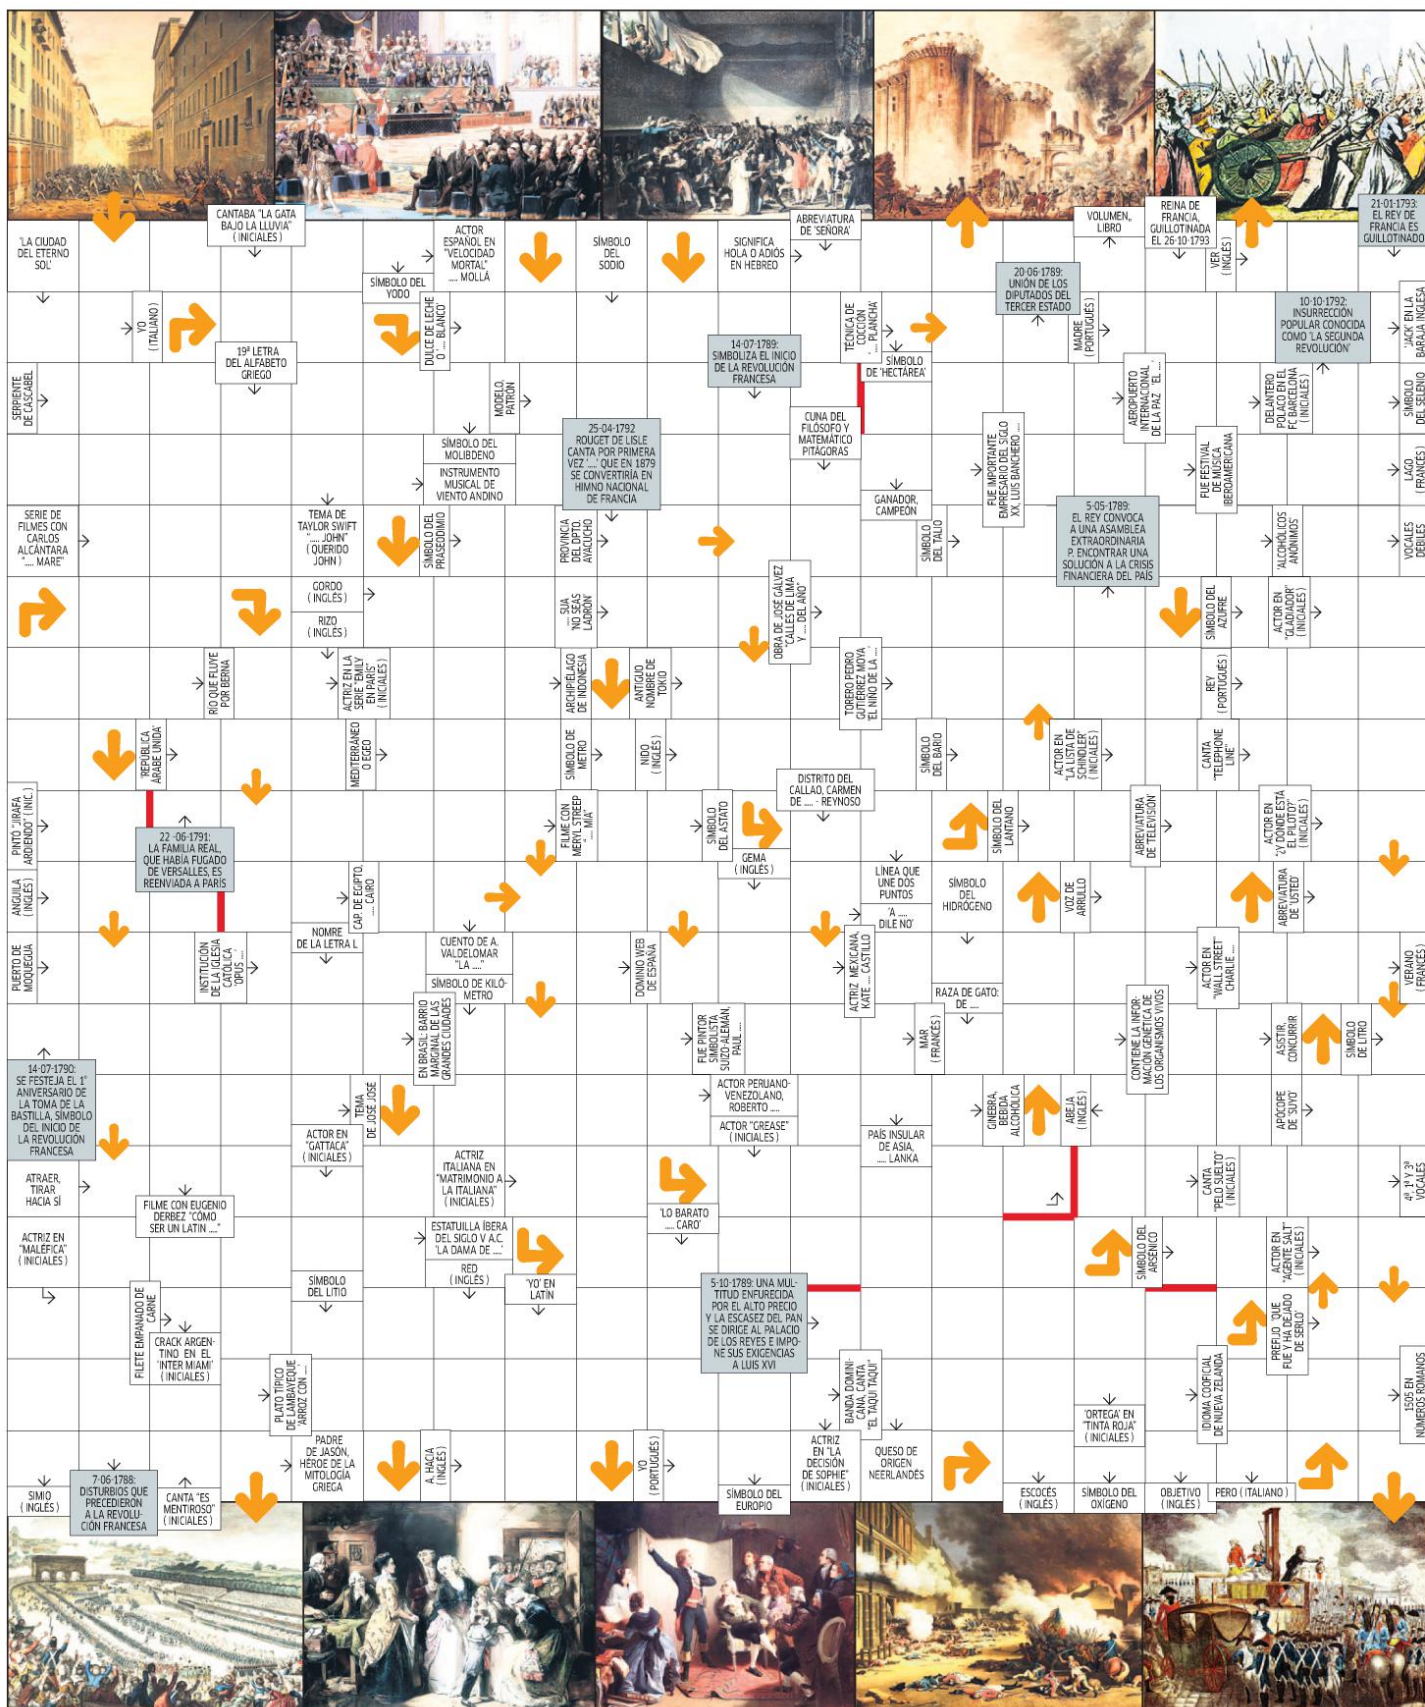 CANTABA "LA GATA
BAJO LA LLUVIA"
(INICIALES)
ABREVIATURA
DE 'SEÑORA'
VOLUMEN,
LIBRO
REINA DE
FRANCIA,
GUILLOTINADA
EL 26-10-1793
21-01-1793:
EL REY DE
FRANCIA ES
GUILLOTINADO
'LA CIUDAD
DEL ETERNO
SOL'
ACTOR
ESPAÑOL EN
"VELOCIDAD
MORTAL"
..... MOLLÁ
SÍMBOLO
DEL
SODIO
SIGNIFICA
HOLA O ADIÓS
EN HEBREO
VER
(INGLÉS)
SÍMBOLO DEL
YODO
20-06-1789:
UNIÓN DE LOS
DIPUTADOS DEL
TERCER ESTADO
YO
(ITALIANO)
DULCE DE LECHE
O '.... BLANCO'
TÉCNICA DE
COCCIÓN
'.... PLANCHA'
MADRE
(PORTUGUÉS)
10-10-1792:
INSURRECCIÓN
POPULAR CONOCIDA
COMO 'LA SEGUNDA
REVOLUCIÓN'
'JACK' EN LA
BARAJA INGLESA
19ª LETRA
DEL ALFABETO
GRIEGO
14-07-1789:
SIMBOLIZA EL INICIO
DE LA REVOLUCIÓN
FRANCESA
SÍMBOLO
DE 'HECTÁREA'
SERPIENTE
DE CASCABEL
MODELO,
PATRÓN
AEROPUERTO
INTERNACIONAL
DE LA PAZ "EL ....
DELANTERO
POLACO EN EL
FC BARCELONA
(INICIALES)
SÍMBOLO
DEL SELENIO
CUNA DEL
FILÓSOFO Y
MATEMÁTICO
PITÁGORAS
25-04-1792
ROUGET DE LISLE
CANTA POR PRIMERA
VEZ '.....' QUE EN 1879
SE CONVERTIRÍA EN
HIMNO NACIONAL
DE FRANCIA
SÍMBOLO DEL
MOLIBDENO
INSTRUMENTO
MUSICAL DE
VIENTO ANDINO
FUE IMPORTANTE
EMPRESARIO DEL SIGLO
XX, LUIS BANCHERO ....
FUE FESTIVAL
DE MÚSICA
IBEROAMERICANA
LAGO
(FRANCÉS)
GANADOR,
CAMPEÓN
5-05-1789:
EL REY CONVOCA
A UNA ASAMBLEA
EXTRAORDINARIA
P. ENCONTRAR UNA
SOLUCIÓN A LA CRISIS
FINANCIERA DEL PAÍS
SERIE DE
FILMES CON
CARLOS
ALCÁNTARA
"..... MARE"
TEMA DE
TAYLOR SWIFT
"..... JOHN"
(QUERIDO
JOHN)
SÍMBOLO DEL
PRASEODIMIO
PROVINCIA
DEL DPTO.
AYACUCHO
SÍMBOLO
DEL TALIO
'ALCOHÓLICOS
ANÓNIMOS'
VOCALES
DÉBILES
GORDO
(INGLÉS)
RIZO
(INGLÉS)
.... SUA
'NO SEAS
LADRÓN'
OBRA DE JOSÉ GÁLVEZ
"CALLES DE LIMA
Y .... DEL AÑO"
SÍMBOLO DEL
AZUFRE
ACTOR EN
"GLADIADOR"
(INICIALES)
RÍO QUE FLUYE
POR BERNA
ACTRIZ EN LA
SERIE "EMILY
EN PARÍS"
(INICIALES)
ARCHIPIÉLAGO
DE INDONESIA
ANTIGUO
NOMBRE DE
TOKIO
TORERO PEDRO
GUTIÉRREZ MOYA
'EL NIÑO DE LA ....'
REY
(PORTUGUÉS)
'REPÚBLICA
ÁRABE UNIDA'
MEDITERRÁNEO
O EGEO
SÍMBOLO DE
METRO
NIDO
(INGLÉS)
SÍMBOLO
DEL BARIO
ACTOR EN
"LA LISTA DE
SCHINDLER"
(INICIALES)
CANTA
"TELEPHONE
LINE"
DISTRITO DEL
CALLAO, CARMEN
DE ..... - REYNOSO
PINTÓ "JIRAFA
ARDIENDO" (INIC.)
22 -06-1791:
LA FAMILIA REAL,
QUE HABÍA FUGADO
DE VERSALLES, ES
REENVIADA A PARÍS
FILME CON
MERYL STREEP
".... MÍA"
SÍMBOLO
DEL ASTATO
SÍMBOLO DEL
LANTANO
ABREVIATURA
DE 'TELEVISIÓN'
ACTOR EN
"¿Y DÓNDE ESTÁ
EL PILOTO?"
(INICIALES)
GEMA
(INGLÉS)
ANGUILA
(INGLÉS)
CAP. DE EGIPTO,
.... CAIRO
LÍNEA QUE
UNE DOS
PUNTOS
'A .....
DILE NO'
SÍMBOLO
DEL
HIDRÓGENO
VOZ DE
ARRULLO
ABREVIATURA
DE 'USTED'
PUERTO DE
MOQUEGUA
INSTITUCIÓN
DE LA IGLESIA
CATÓLICA
'OPUS ....'
NOMBRE
DE LA LETRA L
CUENTO DE A.
VALDELOMAR
"LA ....."
SÍMBOLO DE KILÓ-
METRO
DOMINIO WEB
DE ESPAÑA
ACTRIZ MEXICANA,
KATE .... CASTILLO
RAZA DE GATO:
DE ....
ACTOR EN
"WALL STREET"
CHARLIE ....
VERANO
(FRANCÉS)
EN BRASIL: BARRIO
MARGINAL DE LAS
GRANDES CIUDADES
FUE PINTOR
SIMBOLISTA
SUIZO-ALEMÁN,
PAUL ....
MAR
(FRANCÉS)
CONTIENE LA INFOR-
MACIÓN GENÉTICA DE
LOS ORGANISMOS VIVOS
ASISTIR,
CONCURRIR
SÍMBOLO
DE LITRO
14-07-1790:
SE FESTEJA EL 1°
ANIVERSARIO DE
LA TOMA DE LA
BASTILLA, SÍMBOLO
DEL INICIO DE
LA REVOLUCIÓN
FRANCESA
TEMA
DE JOSÉ JOSÉ
ACTOR PERUANO-
VENEZOLANO,
ROBERTO .....
ACTOR "GREASE"
(INICIALES)
GINEBRA,
BEBIDA
ALCOHÓLICA
ABEJA
(INGLÉS)
APÓCOPE
DE 'SUYO'
ACTOR EN
"GATTACA"
(INICIALES)
PAÍS INSULAR
DE ASIA,
..... LANKA
ATRAER,
TIRAR
HACIA SÍ
ACTRIZ
ITALIANA EN
"MATRIMONIO A
LA ITALIANA"
(INICIALES)
CANTA
"PELO SUELTO"
(INICIALES)
4ª, 1ª Y 3ª
VOCALES
FILME CON EUGENIO
DERBEZ "CÓMO
SER UN LATIN ...."
'LO BARATO
..... CARO'
ACTRIZ EN
"MALÉFICA"
(INICIALES)
ESTATUILLA ÍBERA
DEL SIGLO V A.C.
'LA DAMA DE ....'
RED
(INGLÉS)
SÍMBOLO DEL
ARSÉNICO
ACTOR EN
"AGENTE SALT"
(INICIALES)
SÍMBOLO
DEL LITIO
'YO' EN
LATÍN
5-10-1789: UNA MUL-
TITUD ENFURECIDA
POR EL ALTO PRECIO
Y LA ESCASEZ DEL PAN
SE DIRIGE AL PALACIO
DE LOS REYES E IMPO-
NE SUS EXIGENCIAS
A LUIS XVI
FILETE EMPANADO DE
CARNE
CRACK ARGEN-
TINO EN EL
'INTER MIAMI'
(INICIALES)
PREFIJO 'QUE
FUE Y HA DEJADO
DE SERLO'
PLATO TÍPICO
DE LAMBAYEQUE:
"ARROZ CON ....
BANDA DOMINI-
CANA, CANTA
"EL TAQUI TAQUI"
'ORTEGA' EN
"TINTA ROJA"
(INICIALES)
IDIOMA COOFICIAL
DE NUEVA ZELANDA
1505 EN
NÚMEROS ROMANOS
PADRE
DE JASÓN,
HÉROE DE LA
MITOLOGÍA
GRIEGA
A, HACIA
(INGLÉS)
YO
(PORTUGUÉS)
ACTRIZ
EN "LA
DECISIÓN
DE SOPHIE"
(INICIALES)
QUESO DE
ORIGEN
NEERLANDÉS
SIMIO
(INGLÉS)
7-06-1788:
DISTURBIOS QUE
PRECEDIERON
A LA REVOLU-
CIÓN FRANCESA
CANTA "ES
MENTIROSO"
(INICIALES)
SÍMBOLO DEL
EUROPIO
ESCOCÉS
(INGLÉS)
SÍMBOLO DEL
OXÍGENO
OBJETIVO
(INGLÉS)
PERO (ITALIANO)